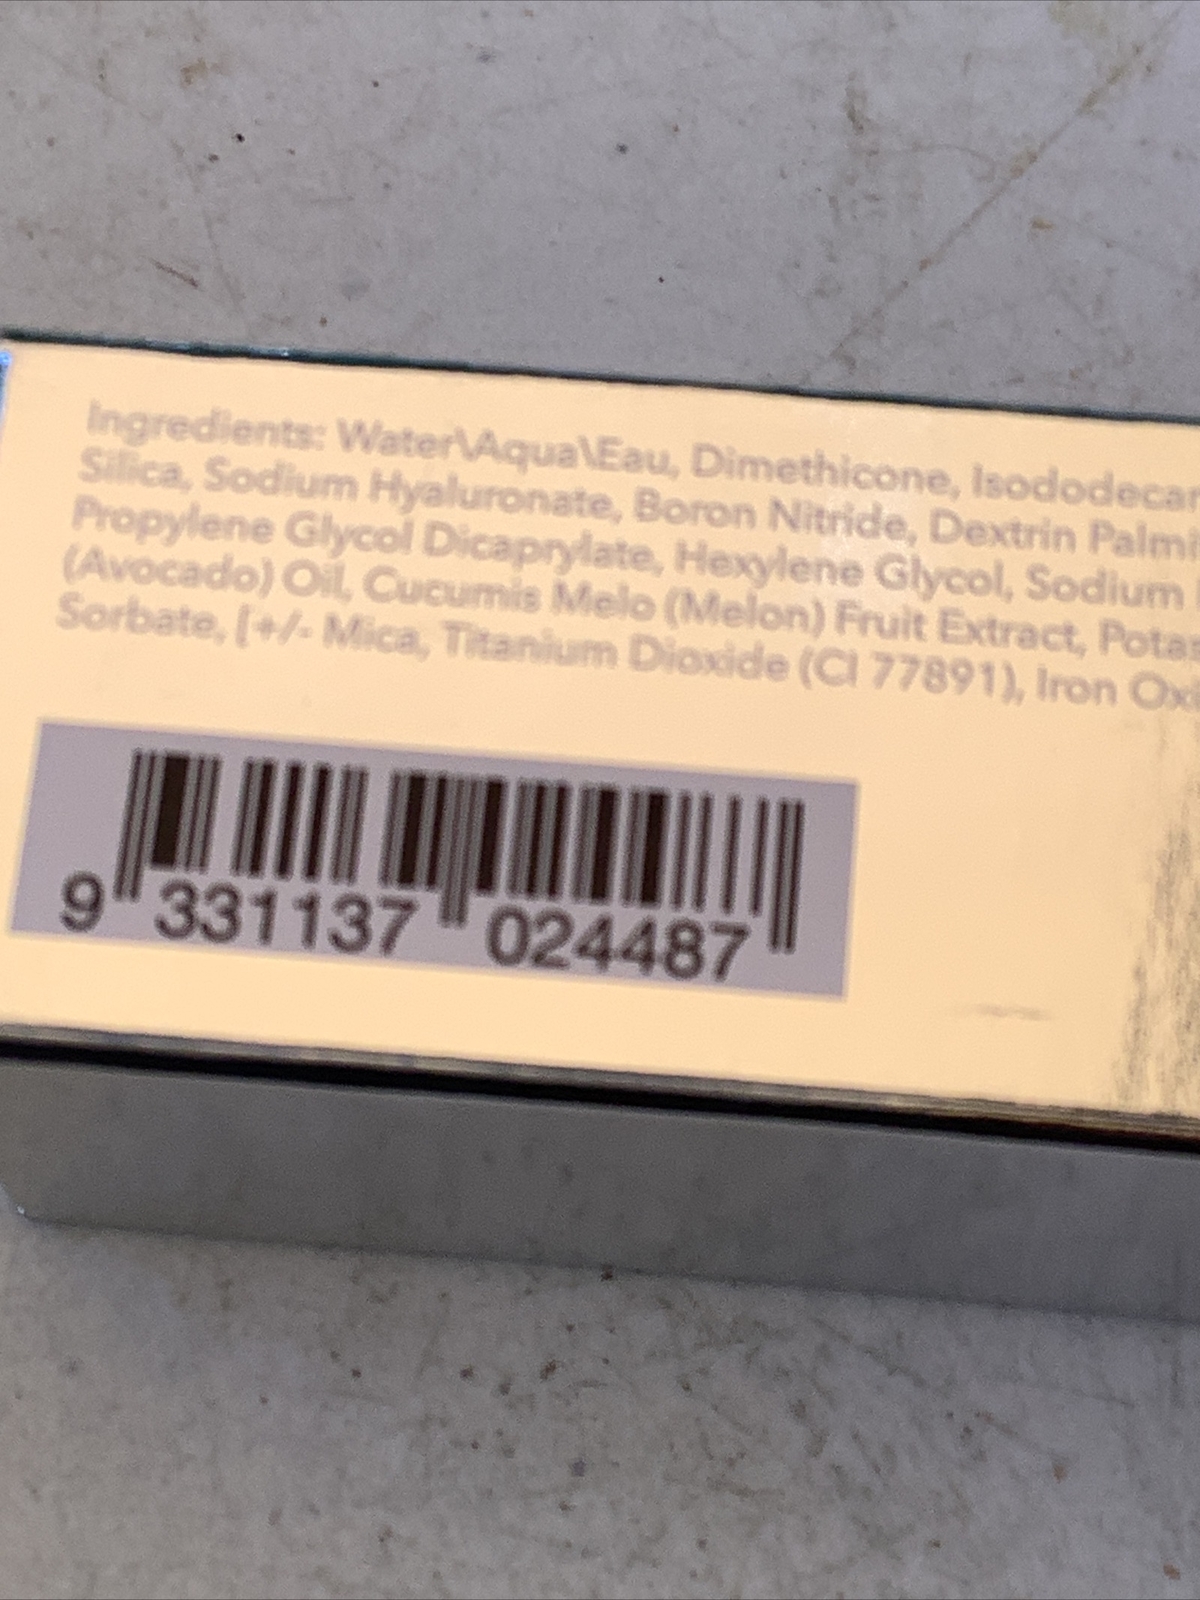 Ingredients: Water\Aqua\Eau, Dimethicone, Isododecan
Silica, Sodium Hyaluronate, Boron Nitride, Dextrin Palmi
Propylene Glycol Dicaprylate, Hexylene Glycol, Sodium
(Avocado) Oil, Cucumis Melo (Melon) Fruit Extract, Potas
Sorbate, [+/- Mica, Titanium Dioxide (CI 77891), Iron Oxi
9 331137 024487